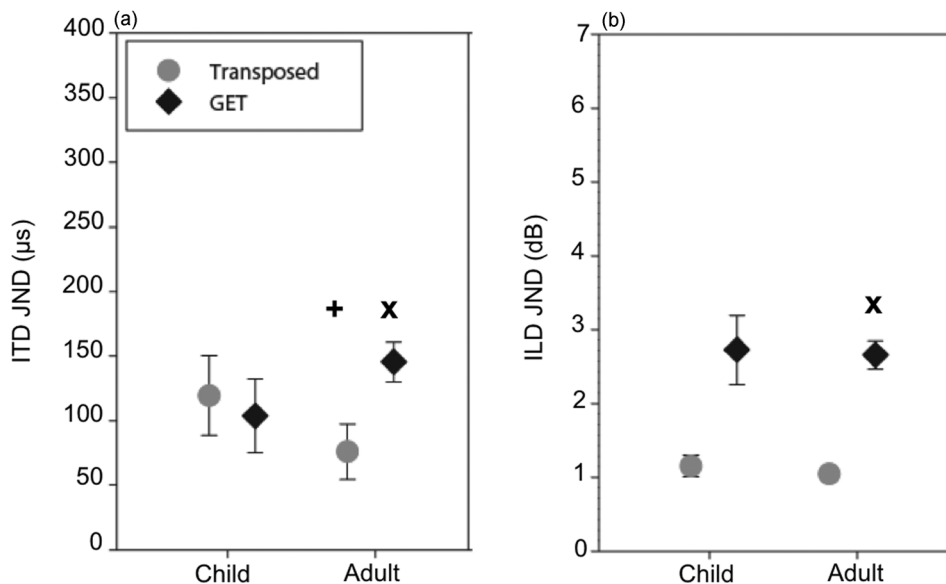 (a)
400
350
300
250
200
150
100
50
0
ITD JND (µs)
Transposed
GET
+
x
Child
Adult
(b)
7
6
5
4
3
2
1
0
ILD JND (dB)
x
Child
Adult